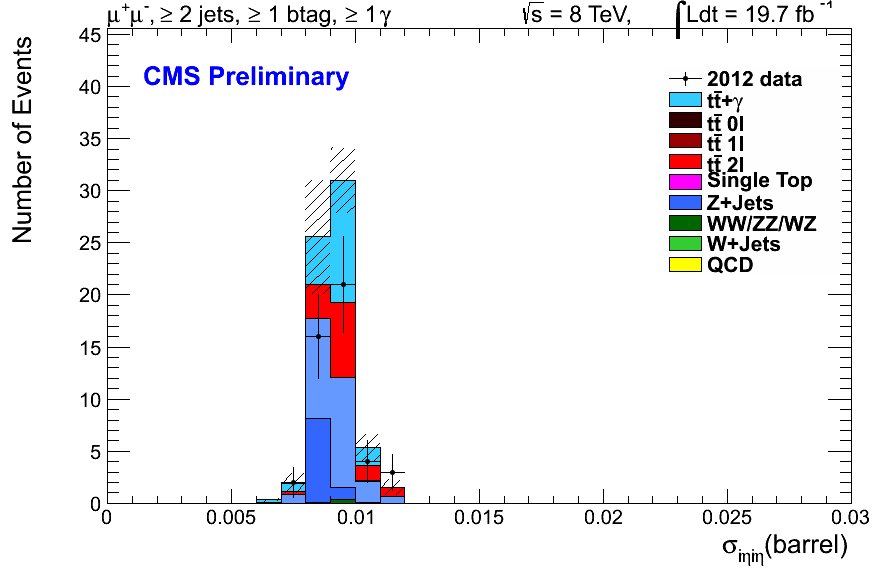 μ⁺μ⁻, ≥ 2 jets, ≥ 1 btag, ≥ 1 γ
√s = 8 TeV, ∫Ldt = 19.7 fb⁻¹
CMS Preliminary
2012 data
tt̄+γ
tt̄ 0l
tt̄ 1l
tt̄ 2l
Single Top
Z+Jets
WW/ZZ/WZ
W+Jets
QCD
Number of Events
45
40
35
30
25
20
15
10
5
0
0 0.005 0.01 0.015 0.02 0.025 0.03
σiηiη(barrel)